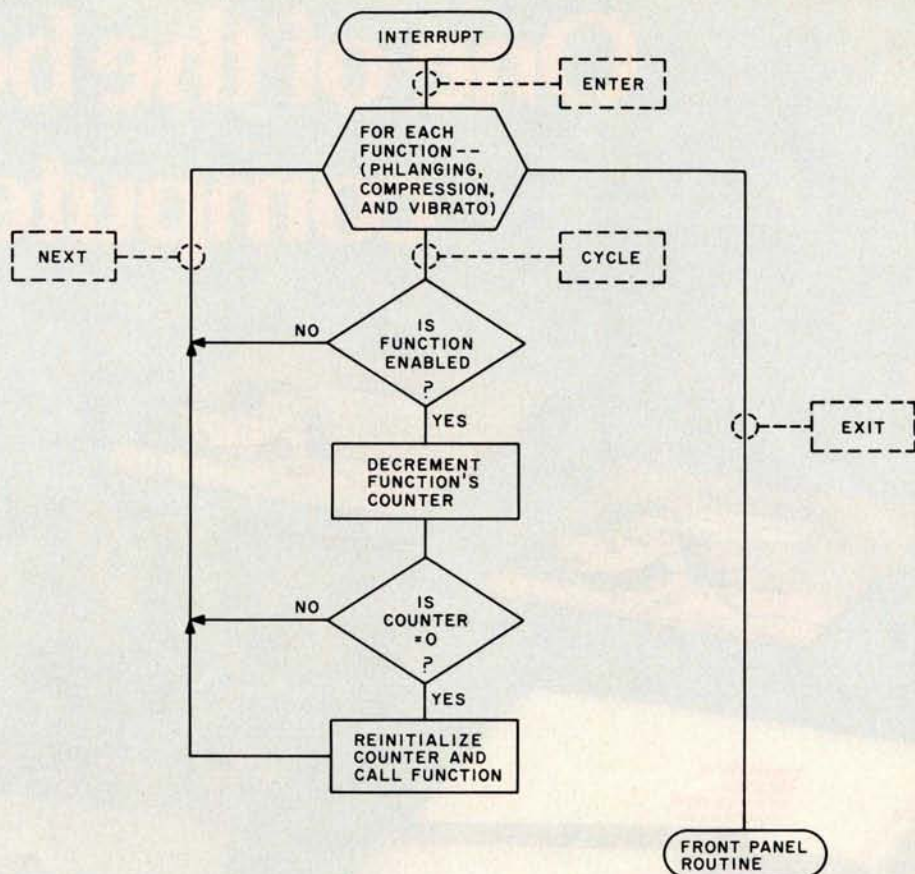 INTERRUPT
ENTER
FOR EACH
FUNCTION--
(PHLANGING,
COMPRESSION,
AND VIBRATO)
NEXT
CYCLE
NO
IS
FUNCTION
ENABLED
?
YES
EXIT
DECREMENT
FUNCTION'S
COUNTER
NO
IS
COUNTER
=0
?
YES
REINITIALIZE
COUNTER AND
CALL FUNCTION
FRONT PANEL
ROUTINE